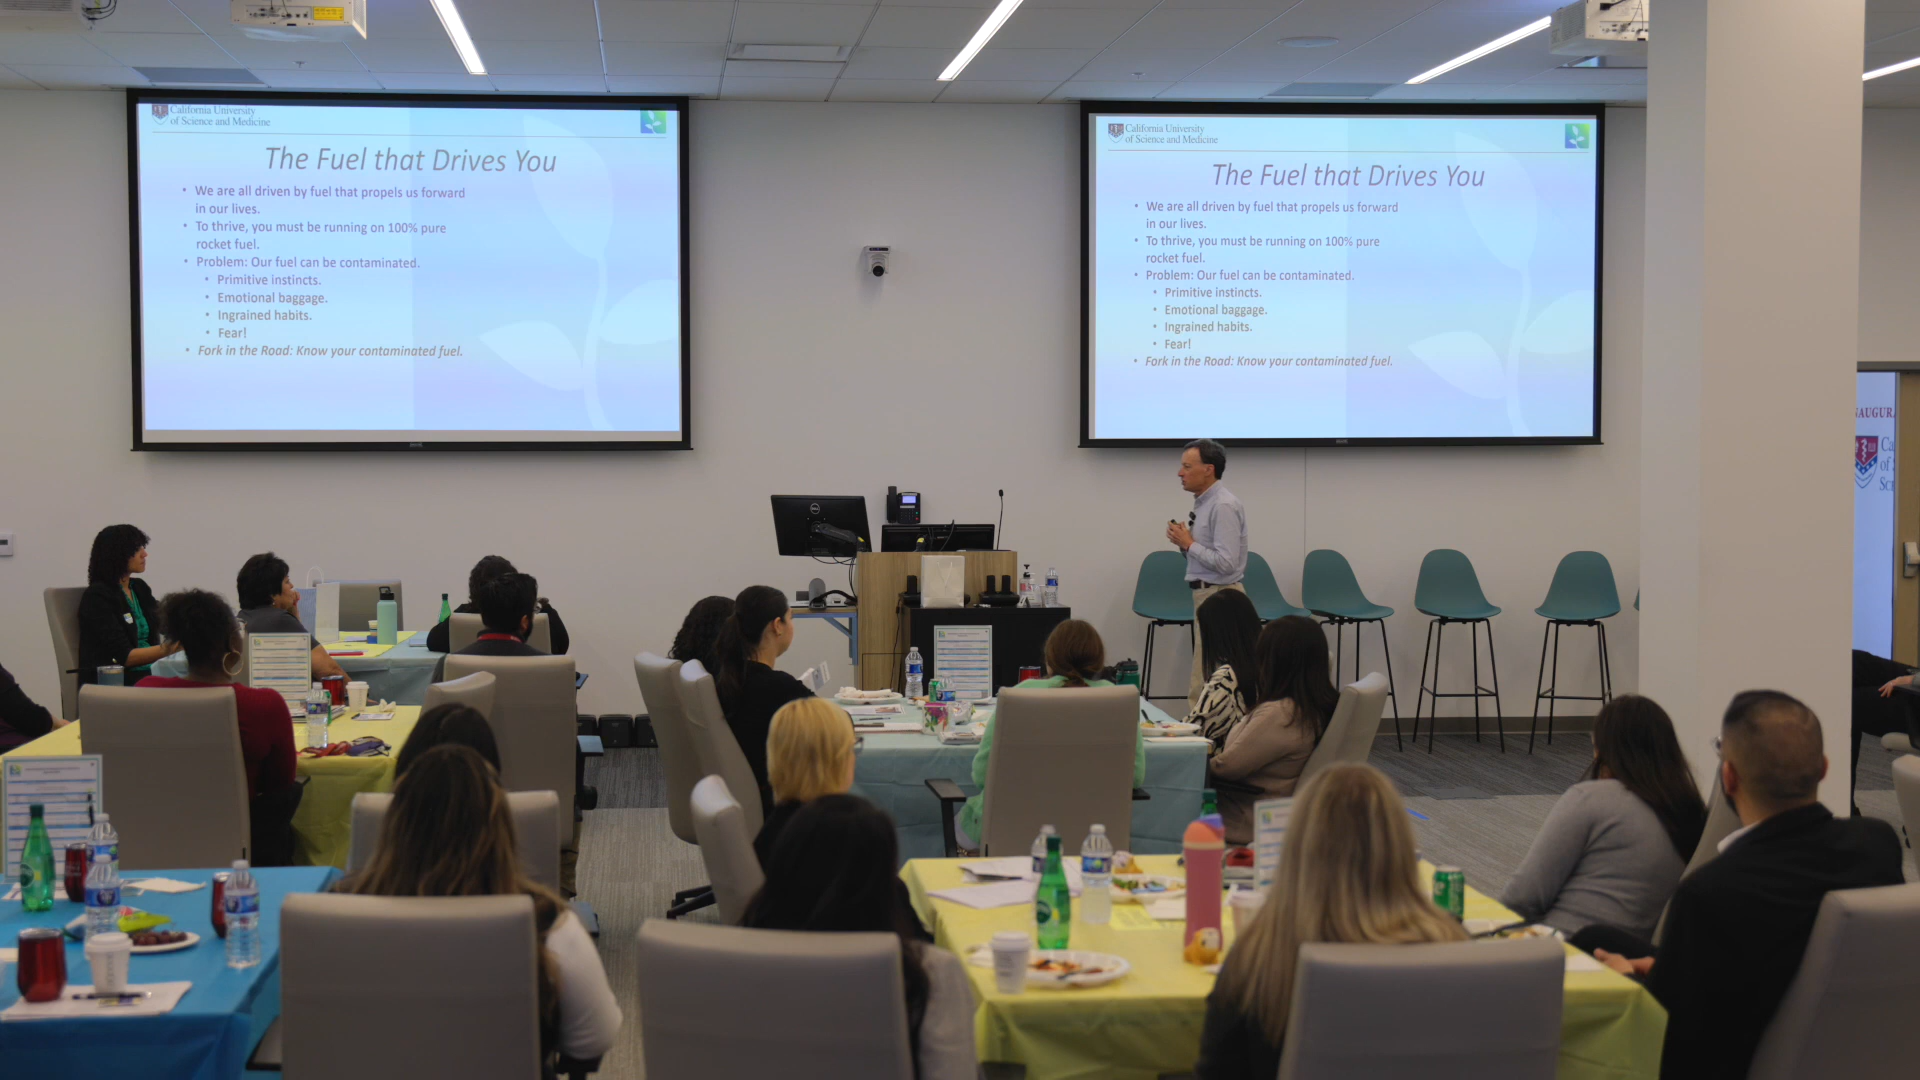 California University
of Science and Medicine
The Fuel that Drives You
• We are all driven by fuel that propels us forward
in our lives.
• To thrive, you must be running on 100% pure
rocket fuel.
• Problem: Our fuel can be contaminated.
• Primitive instincts.
• Emotional baggage.
• Ingrained habits.
• Fear!
• Fork in the Road: Know your contaminated fuel.
California University
of Science and Medicine
The Fuel that Drives You
• We are all driven by fuel that propels us forward
in our lives.
• To thrive, you must be running on 100% pure
rocket fuel.
• Problem: Our fuel can be contaminated.
• Primitive instincts.
• Emotional baggage.
• Ingrained habits.
• Fear!
• Fork in the Road: Know your contaminated fuel.
NAUGUR
Ca
of
Sci
DELL